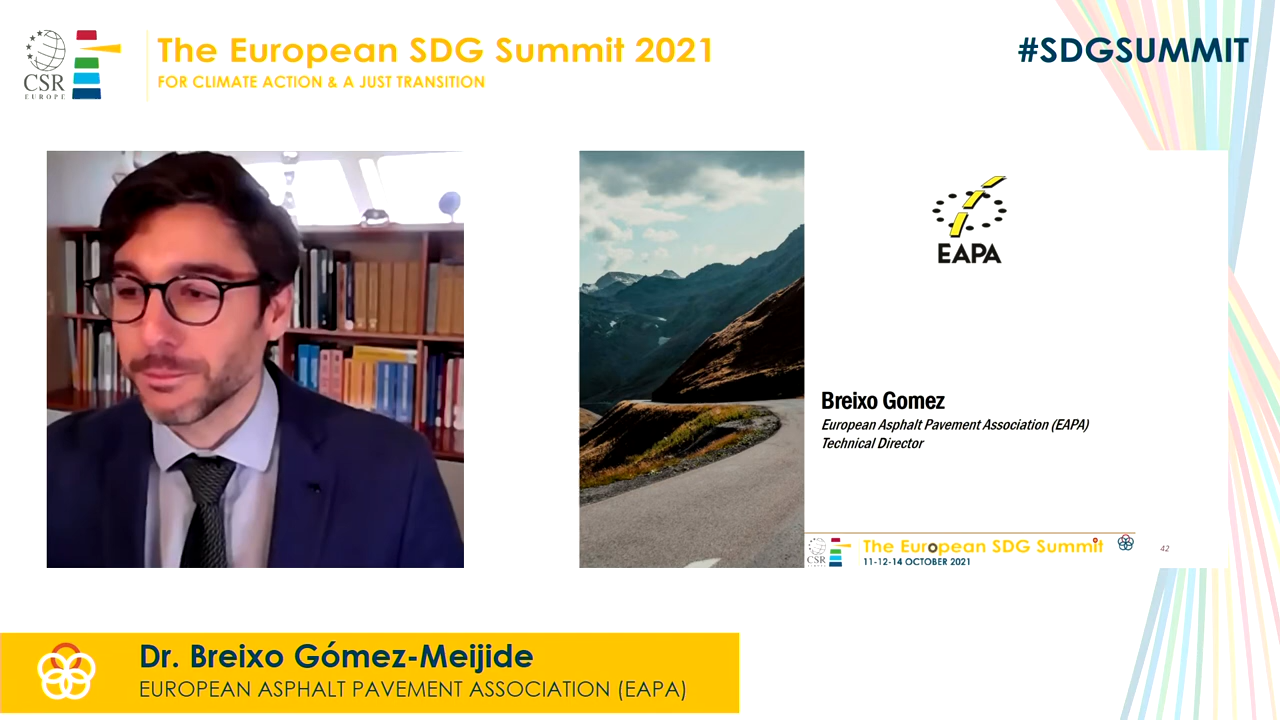 CSR
EUROPE
The European SDG Summit 2021
FOR CLIMATE ACTION & A JUST TRANSITION
#SDGSUMMIT
EAPA
Breixo Gomez
European Asphalt Pavement Association (EAPA)
Technical Director
CSR
The European SDG Summit
11-12-14 OCTOBER 2021
42
Dr. Breixo Gómez-Meijide
EUROPEAN ASPHALT PAVEMENT ASSOCIATION (EAPA)